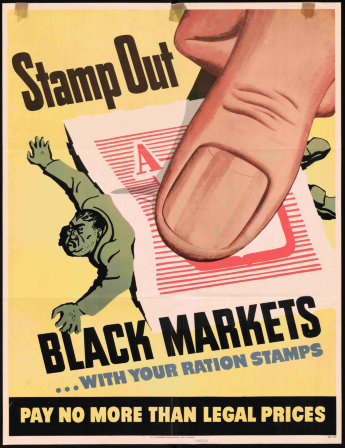 Stamp Out
A
BLACK MARKETS
...WITH YOUR RATION STAMPS
PAY NO MORE THAN LEGAL PRICES